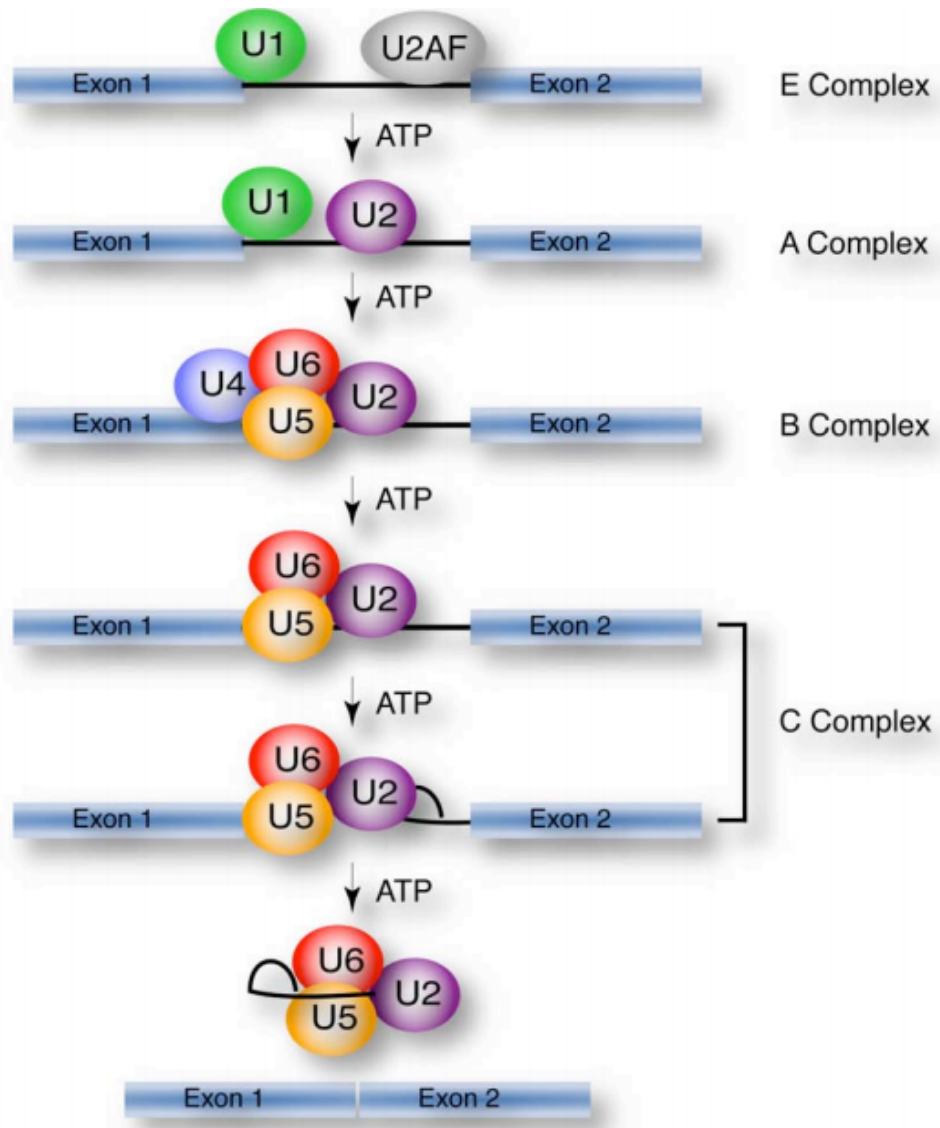 U1 U2AF
Exon 1 Exon 2 E Complex
ATP
U1 U2
Exon 1 Exon 2 A Complex
ATP
U4 U6 U2
U5
Exon 1 Exon 2 B Complex
ATP
U6 U2
U5
Exon 1 Exon 2
ATP
C Complex
U6 U2
U5
Exon 1 Exon 2
ATP
U6 U2
U5
Exon 1 Exon 2